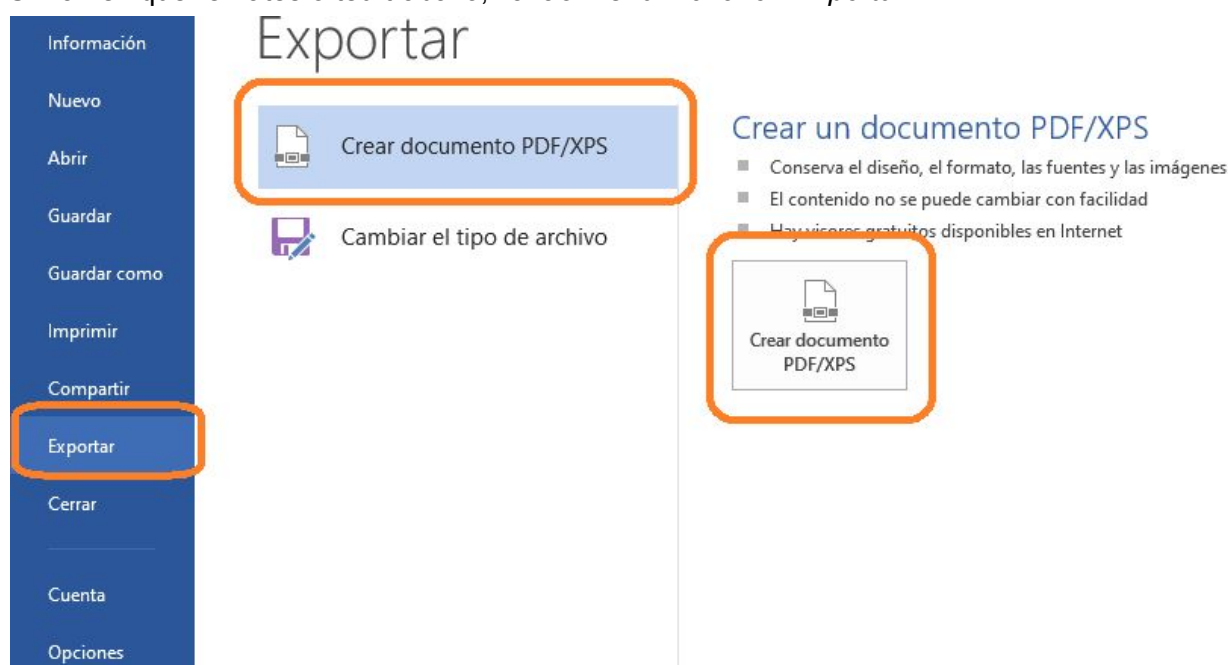 Información
Nuevo
Abrir
Guardar
Guardar como
Imprimir
Compartir
Exportar
Cerrar
Cuenta
Opciones
Exportar
Crear documento PDF/XPS
Cambiar el tipo de archivo
Crear un documento PDF/XPS
Conserva el diseño, el formato, las fuentes y las imágenes
El contenido no se puede cambiar con facilidad
Hay visores gratuitos disponibles en Internet
Crear documento
PDF/XPS